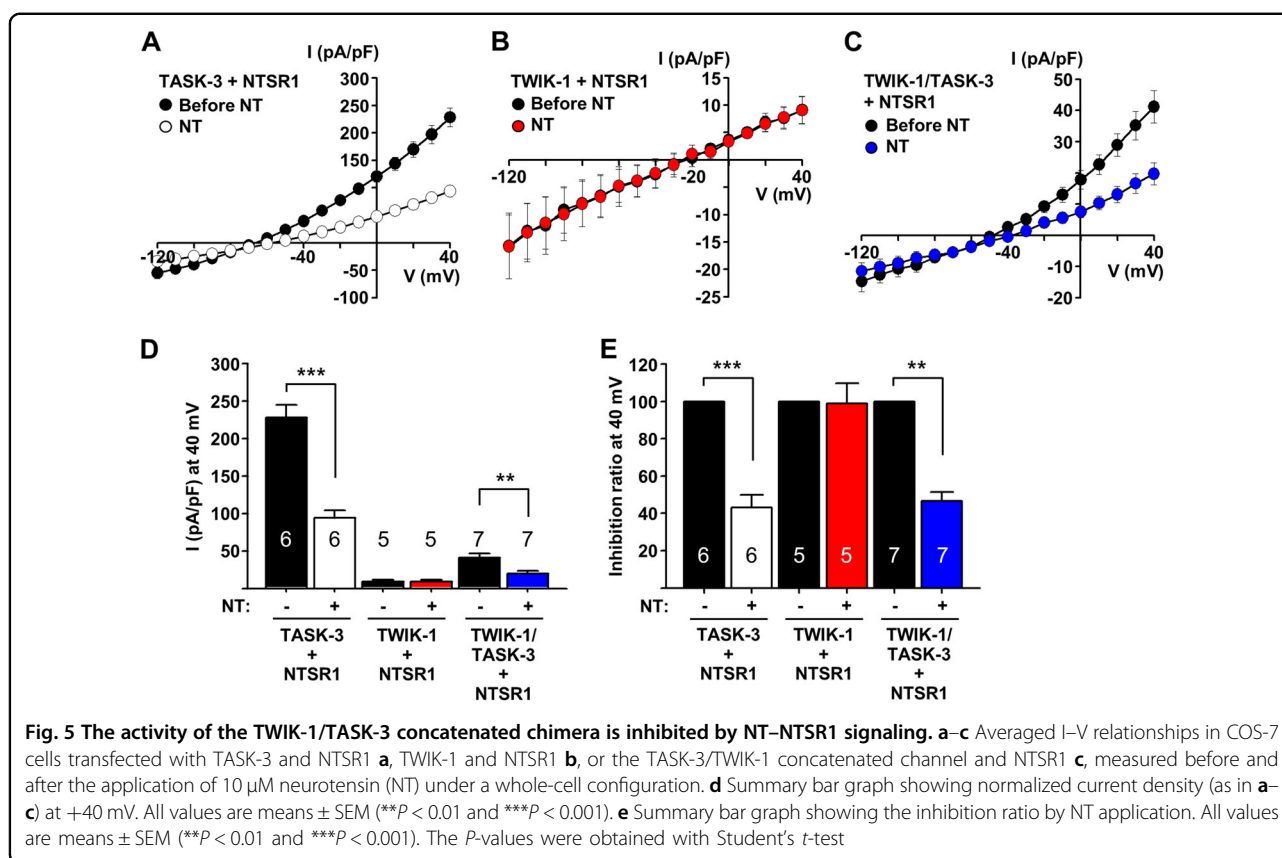 A
I (pA/pF)
TASK-3 + NTSR1
Before NT
NT
300
250
200
150
100
50
-120
-40
40
V (mV)
-50
-100
B
I (pA/pF)
TWIK-1 + NTSR1
Before NT
NT
15
10
5
-120
-20
40
V (mV)
-5
-10
-15
-20
-25
C
I (pA/pF)
TWIK-1/TASK-3
+ NTSR1
Before NT
NT
50
40
30
20
10
-120
-40
40
V (mV)
-10
-20
D
I (pA/pF) at 40 mV
300
250
200
150
100
50
***
**
6 6 5 5 7 7
NT: - + - + - +
TASK-3 TWIK-1 TWIK-1/
+ + TASK-3
NTSR1 NTSR1 +
NTSR1
E
Inhibition ratio at 40 mV
120
100
80
60
40
20
***
**
6 6 5 5 7 7
NT: - + - + - +
TASK-3 TWIK-1 TWIK-1/
+ + TASK-3
NTSR1 NTSR1 +
NTSR1
Fig. 5 The activity of the TWIK-1/TASK-3 concatenated chimera is inhibited by NT–NTSR1 signaling. a–c Averaged I–V relationships in COS-7
cells transfected with TASK-3 and NTSR1 a, TWIK-1 and NTSR1 b, or the TASK-3/TWIK-1 concatenated channel and NTSR1 c, measured before and
after the application of 10 µM neurotensin (NT) under a whole-cell configuration. d Summary bar graph showing normalized current density (as in a–
c) at +40 mV. All values are means ± SEM (**P < 0.01 and ***P < 0.001). e Summary bar graph showing the inhibition ratio by NT application. All values
are means ± SEM (**P < 0.01 and ***P < 0.001). The P-values were obtained with Student's t-test